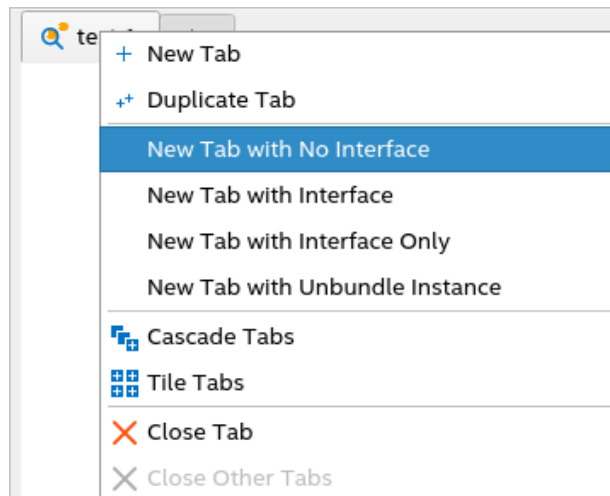 New Tab
Duplicate Tab
New Tab with No Interface
New Tab with Interface
New Tab with Interface Only
New Tab with Unbundle Instance
Cascade Tabs
Tile Tabs
Close Tab
Close Other Tabs